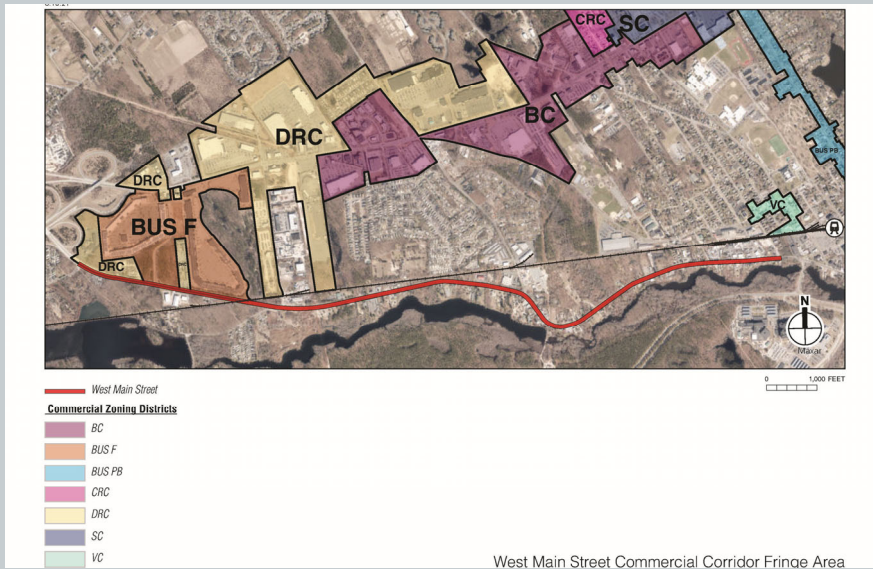 CRC
SC
BC
DRC
BUS PB
DRC
VC
BUS F
DRC
N
Maxar
0 1,000 FEET
West Main Street
Commercial Zoning Districts
BC
BUS F
BUS PB
CRC
DRC
SC
VC
West Main Street Commercial Corridor Fringe Area